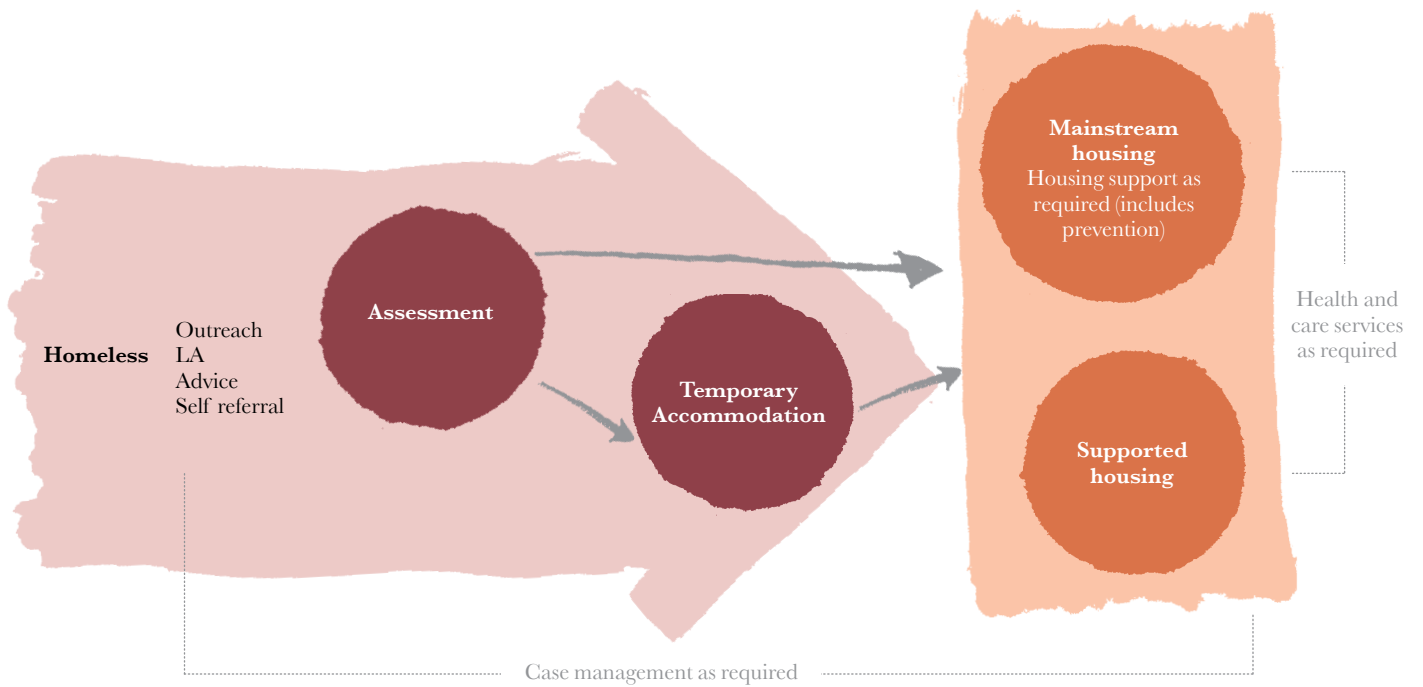 Homeless
Outreach
LA
Advice
Self referral
Assessment
Temporary
Accommodation
Mainstream
housing
Housing support as
required (includes
prevention)
Supported
housing
Health and
care services
as required
Case management as required